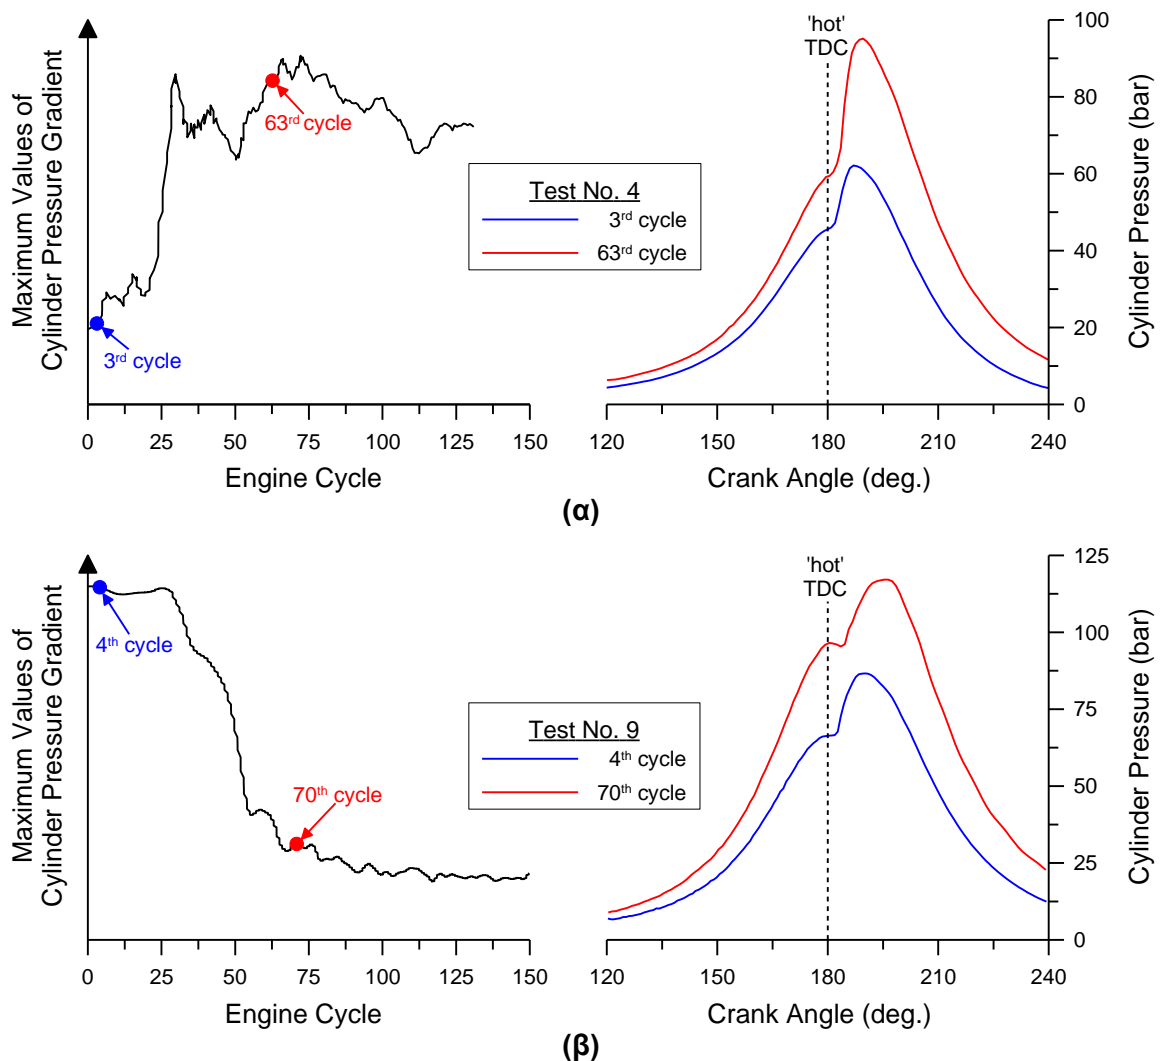 Maximum Values of
Cylinder Pressure Gradient
63rd cycle
3rd cycle
0 25 50 75 100 125 150
Engine Cycle
Test No. 4
3rd cycle
63rd cycle
'hot'
TDC
100
80
60
40
20
0
Cylinder Pressure (bar)
120 150 180 210 240
Crank Angle (deg.)
(α)
Maximum Values of
Cylinder Pressure Gradient
4th cycle
70th cycle
0 25 50 75 100 125 150
Engine Cycle
Test No. 9
4th cycle
70th cycle
'hot'
TDC
125
100
75
50
25
0
Cylinder Pressure (bar)
120 150 180 210 240
Crank Angle (deg.)
(β)